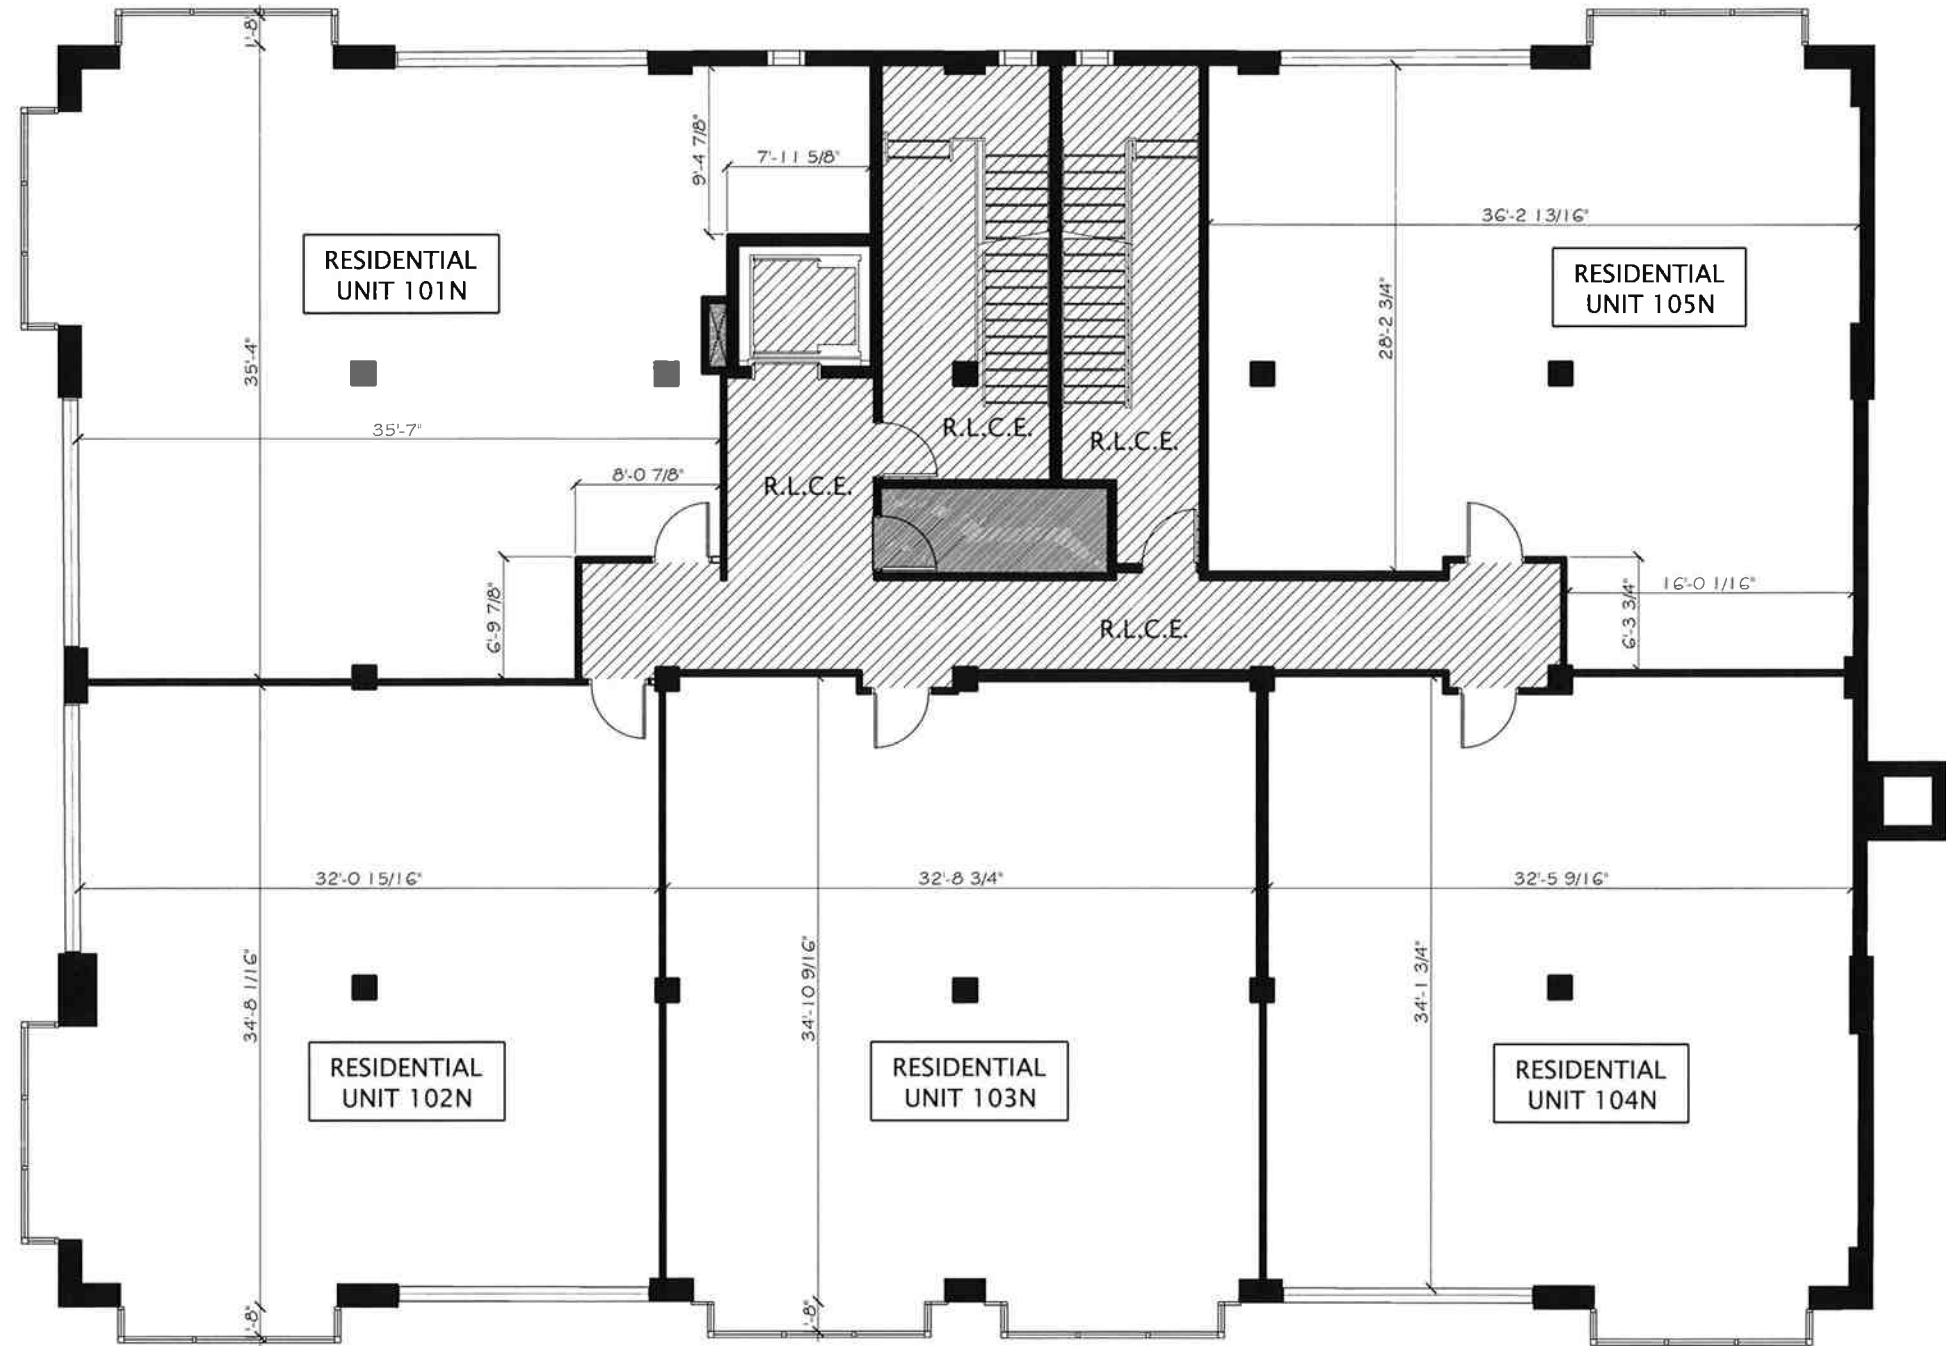 1'-8"
9'-4 7/8"
7'-11 5/8"
36'-2 13/16"
RESIDENTIAL
UNIT 101N
RESIDENTIAL
UNIT 105N
35'-4"
28'-2 3/4"
35'-7"
R.L.C.E.
R.L.C.E.
8'-0 7/8"
R.L.C.E.
6'-9 7/8"
16'-0 1/16"
6'-3 3/4"
R.L.C.E.
32'-0 15/16"
32'-8 3/4"
32'-5 9/16"
34'-8 1/16"
34'-10 9/16"
34'-1 3/4"
RESIDENTIAL
UNIT 102N
RESIDENTIAL
UNIT 103N
RESIDENTIAL
UNIT 104N
1'-8"
1'-8"